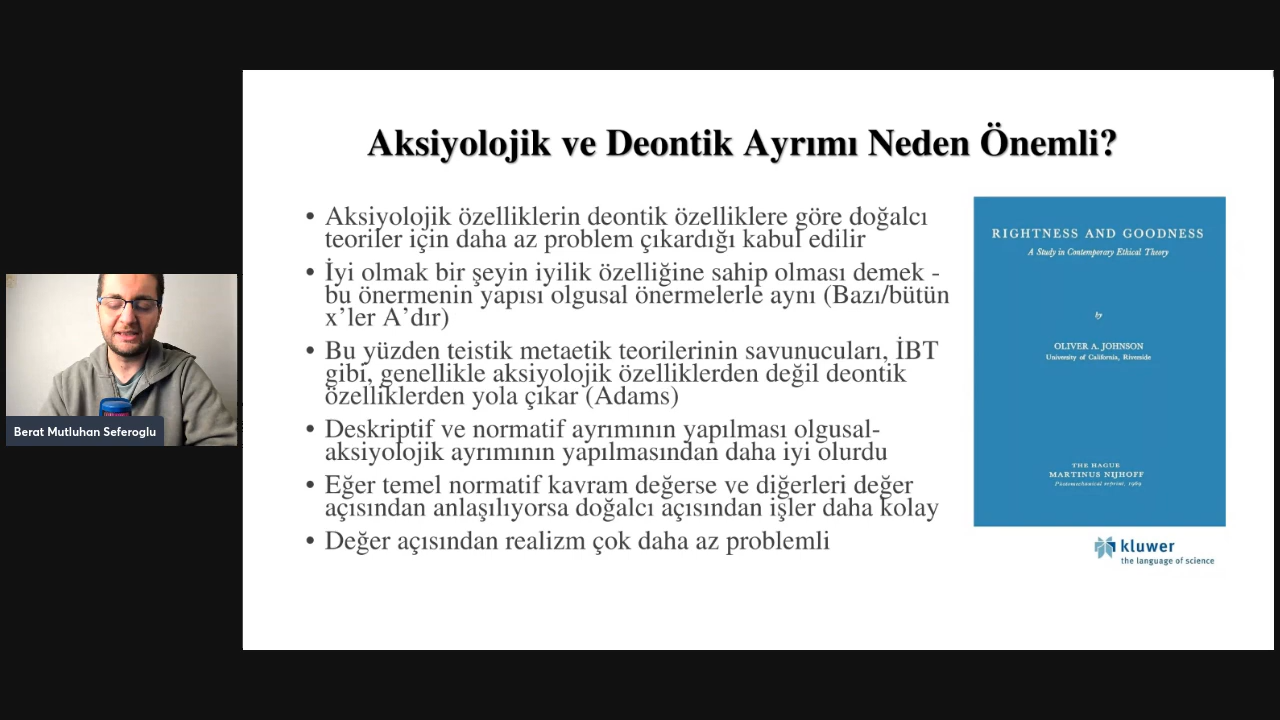 Aksiyolojik ve Deontik Ayrımı Neden Önemli?
• Aksiyolojik özelliklerin deontik özelliklere göre doğalcı
teoriler için daha az problem çıkardığı kabul edilir
• İyi olmak bir şeyin iyilik özelliğine sahip olması demek -
bu önermenin yapısı olgusal önermelerle aynı (Bazı/bütün
x’ler A’dır)
• Bu yüzden teistik metaetik teorilerinin savunucuları, İBT
gibi, genellikle aksiyolojik özelliklerden değil deontik
özelliklerden yola çıkar (Adams)
• Deskriptif ve normatif ayrımının yapılması olgusal-
aksiyolojik ayrımının yapılmasından daha iyi olurdu
• Eğer temel normatif kavram değerse ve diğerleri değer
açısından anlaşılıyorsa doğalcı açısından işler daha kolay
• Değer açısından realizm çok daha az problemli
RIGHTNESS AND GOODNESS
A Study in Contemporary Ethical Theory
by
OLIVER A. JOHNSON
University of California, Riverside
THE HAGUE
MARTINUS NIJHOFF
Photomechanical reprint, 1969
kluwer
the language of science
Berat Mutluhan Seferoglu